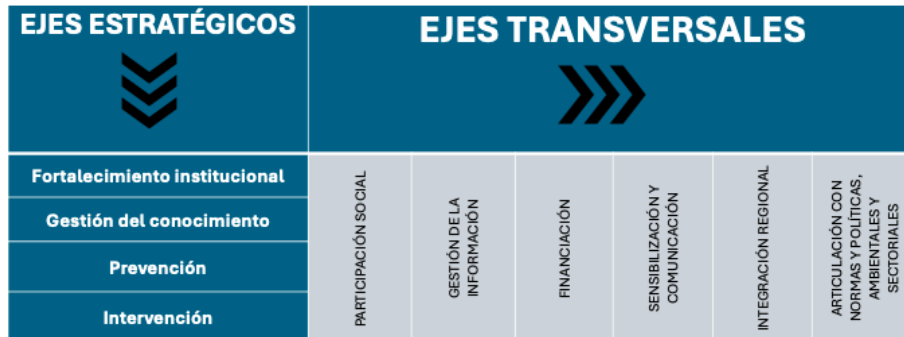 EJES ESTRATÉGICOS
EJES TRANSVERSALES
Fortalecimiento institucional
Gestión del conocimiento
Prevención
Intervención
PARTICIPACIÓN SOCIAL
GESTIÓN DE LA
INFORMACIÓN
FINANCIACIÓN
SENSIBILIZACIÓN Y
COMUNICACIÓN
INTEGRACIÓN REGIONAL
ARTICULACIÓN CON
NORMAS Y POLÍTICAS,
AMBIENTALES Y
SECTORIALES